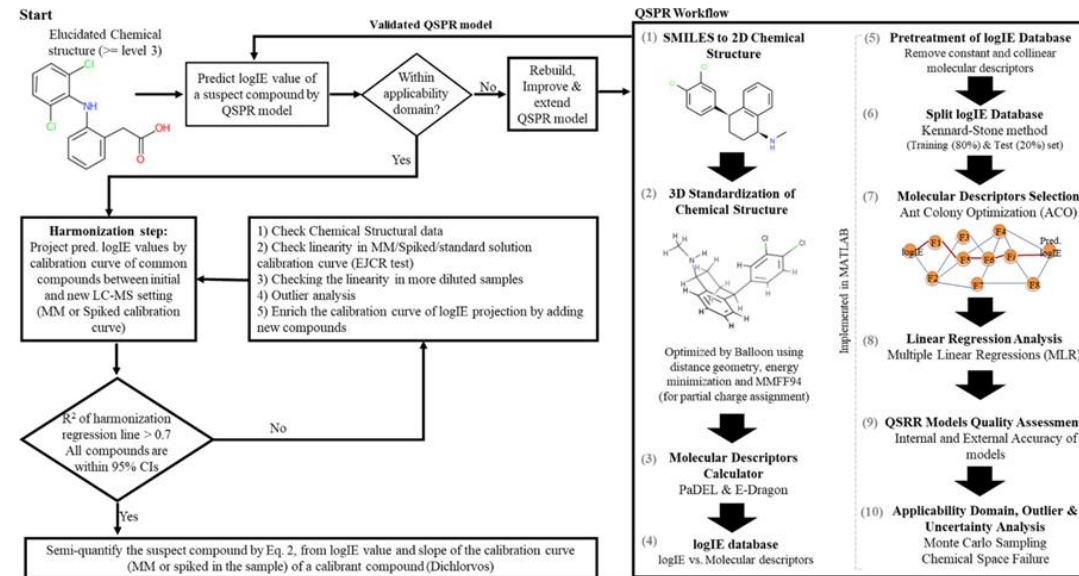 Start
Elucidated Chemical
structure (>= level 3)
Cl
NH
Cl
OH
O
Validated QSPR model
Predict logIE value of
a suspect compound by
QSPR model
Within
applicability
domain?
No
Rebuild,
Improve &
extend
QSPR model
Yes
Harmonization step:
Project pred. logIE values by
calibration curve of common
compounds between initial
and new LC-MS setting
(MM or Spiked calibration
curve)
1) Check Chemical Structural data
2) Check linearity in MM/Spiked/standard solution
calibration curve (EJCR test)
3) Checking the linearity in more diluted samples
4) Outlier analysis
5) Enrich the calibration curve of logIE projection by adding
new compounds
R² of harmonization
regression line > 0.7
All compounds are
within 95% CIs
No
Yes
Semi-quantify the suspect compound by Eq. 2, from logIE value and slope of the calibration curve
(MM or spiked in the sample) of a calibrant compound (Dichlorvos)
QSPR Workflow
(1) SMILES to 2D Chemical
Structure
Cl
Cl
N
H
(2) 3D Standardization of
Chemical Structure
Optimized by Balloon using
distance geometry, energy
minimization and MMFF94
(for partial charge assignment)
(3) Molecular Descriptors
Calculator
PaDEL & E-Dragon
(4) logIE database
logIE vs. Molecular descriptors
Implemented in MATLAB
(5) Pretreatment of logIE Database
Remove constant and collinear
molecular descriptors
(6) Split logIE Database
Kennard-Stone method
(Training (80%) & Test (20%) set)
(7) Molecular Descriptors Selection
Ant Colony Optimization (ACO)
logIE
F1
F2
F3
F4
F5
F6
F7
F8
Pred.
logIE
(8) Linear Regression Analysis
Multiple Linear Regressions (MLR)
(9) QSRR Models Quality Assessmen
Internal and External Accuracy of
models
(10) Applicability Domain, Outlier &
Uncertainty Analysis
Monte Carlo Sampling
Chemical Space Failure